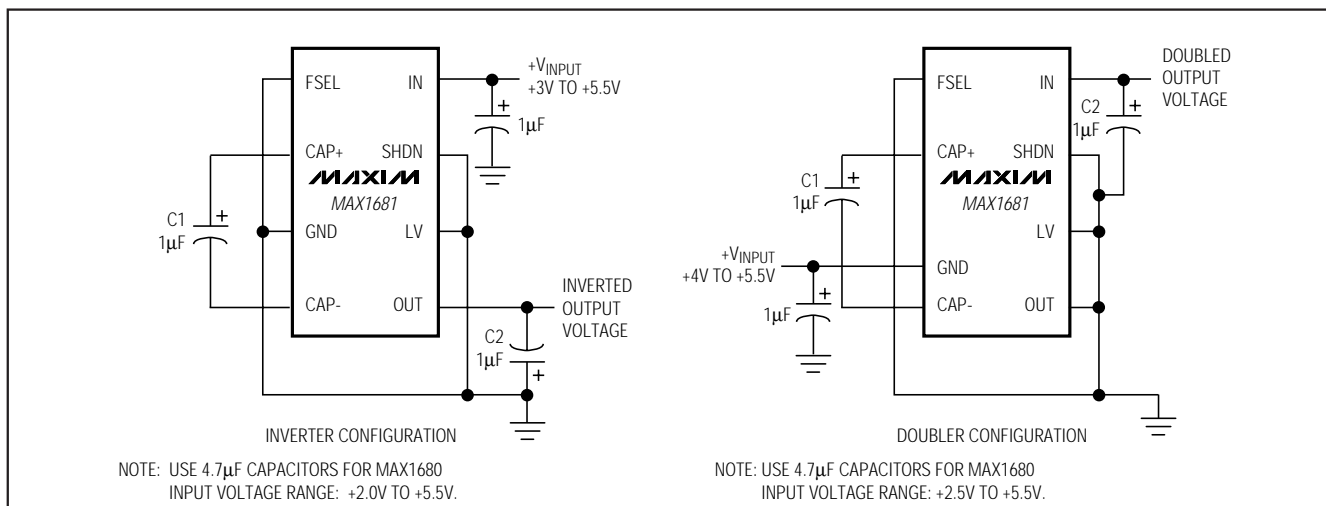 FSEL
IN
+VINPUT
+3V TO +5.5V
+
1µF
CAP+
SHDN
MAXIM
MAX1681
C1
1µF
+
GND
LV
CAP-
OUT
INVERTED
OUTPUT
VOLTAGE
C2
1µF
+
INVERTER CONFIGURATION
NOTE: USE 4.7µF CAPACITORS FOR MAX1680
INPUT VOLTAGE RANGE: +2.0V TO +5.5V.
FSEL
IN
DOUBLED
OUTPUT
VOLTAGE
C2
1µF
+
CAP+
SHDN
MAXIM
MAX1681
C1
1µF
+
LV
+VINPUT
+4V TO +5.5V
GND
+
1µF
CAP-
OUT
DOUBLER CONFIGURATION
NOTE: USE 4.7µF CAPACITORS FOR MAX1680
INPUT VOLTAGE RANGE: +2.5V TO +5.5V.